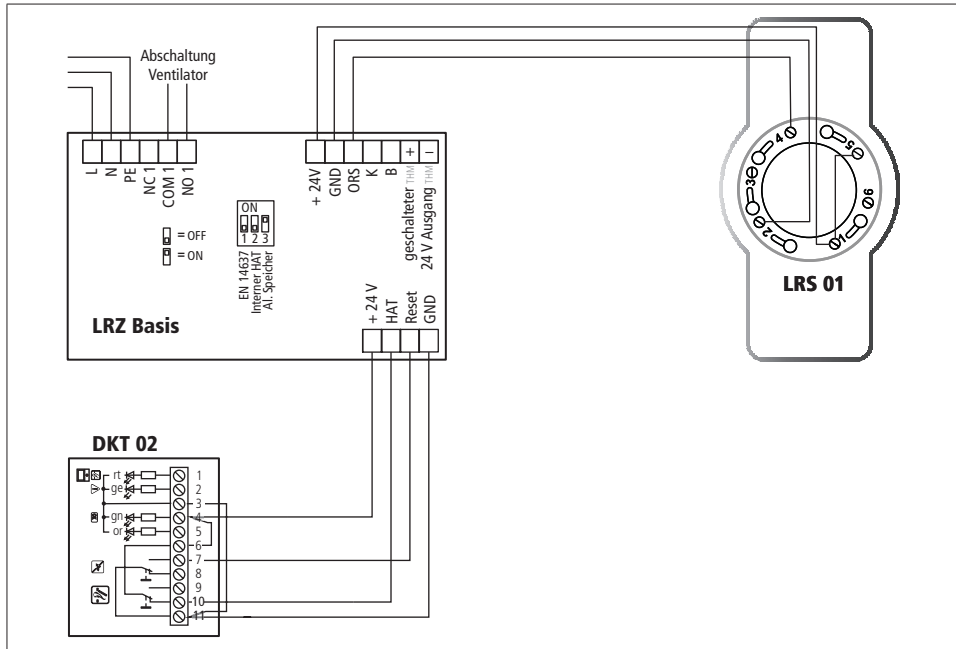 Abschaltung
Ventilator
L
N
PE
NC 1
COM 1
NO 1
+ 24V
GND
ORS
K
B
geschalteter THM +
24 V Ausgang THM −
= OFF
= ON
ON
1 2 3
EN 14637
Interner HAT
Al. Speicher
LRZ Basis
+ 24 V
HAT
Reset
GND
4
5
3
6
2
1
LRS 01
DKT 02
rt 1
ge 2
3
gn 4
or 5
6
7
8
9
10
11